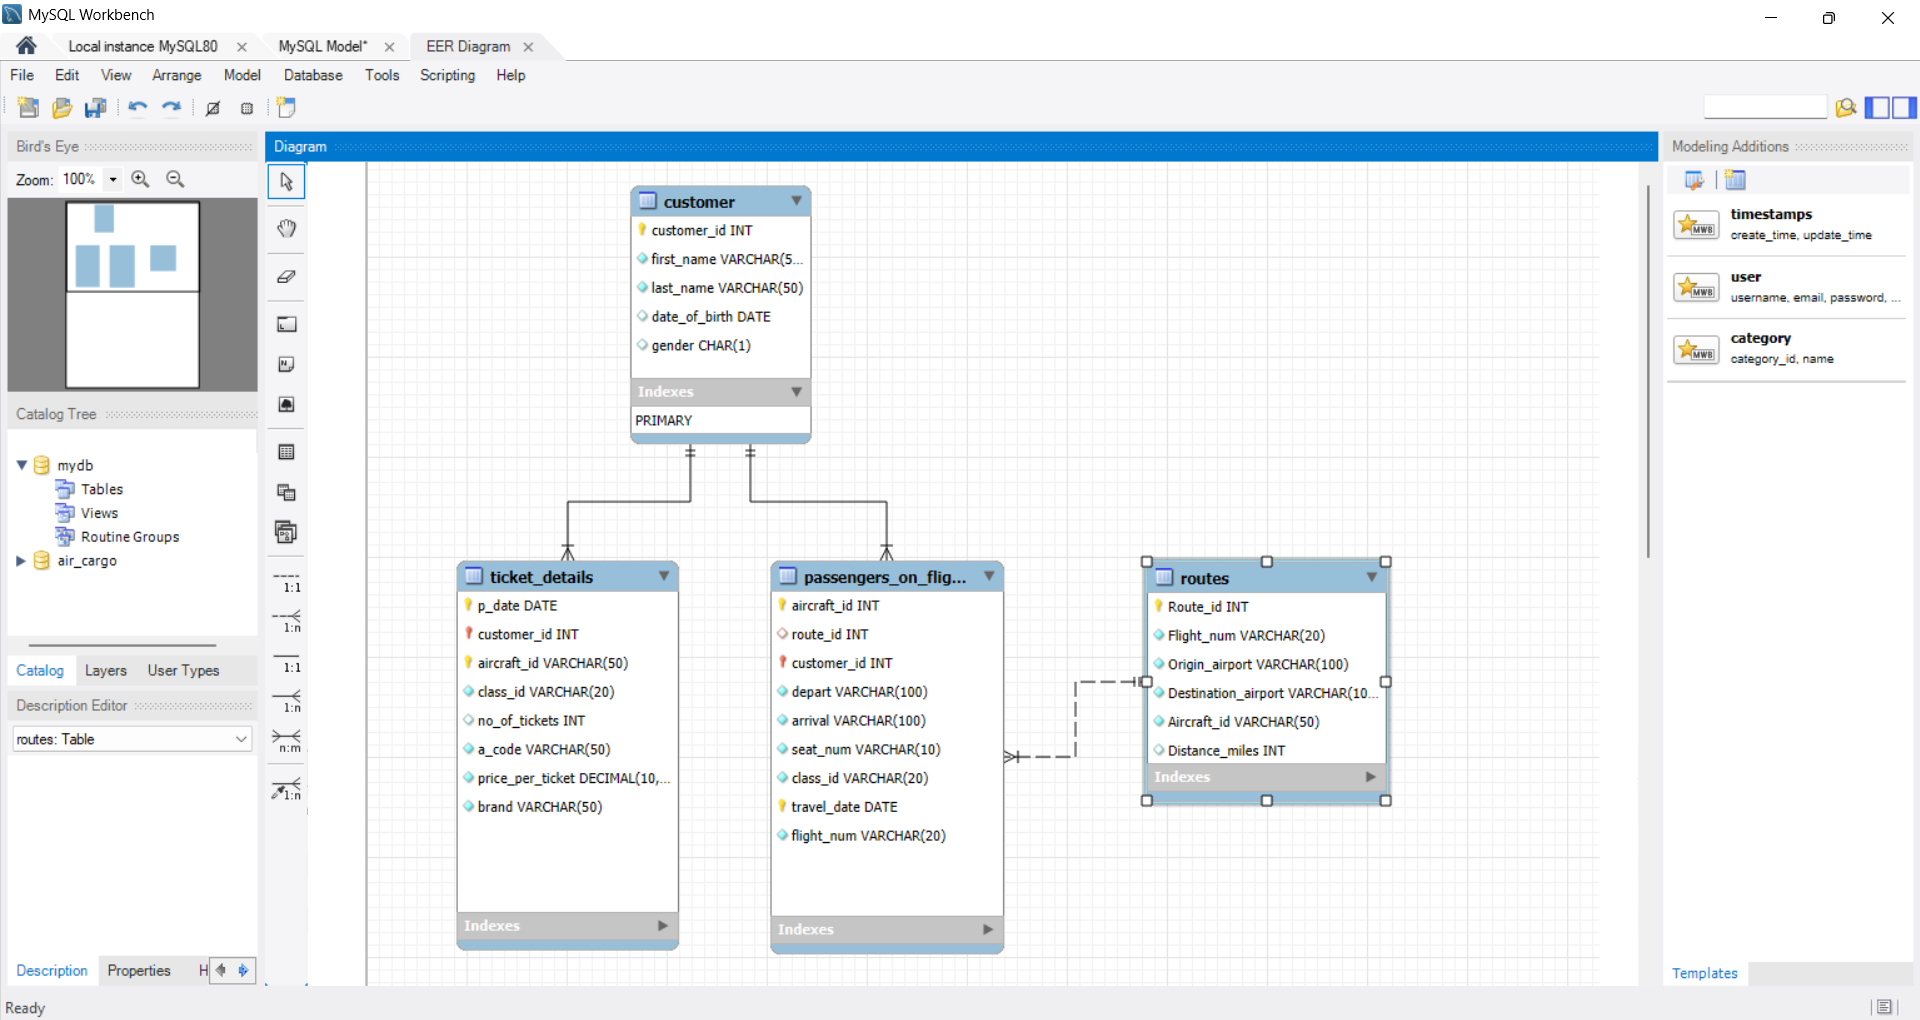 MySQL Workbench
Local instance MySQL80
MySQL Model*
EER Diagram
File Edit View Arrange Model Database Tools Scripting Help
Bird's Eye
Zoom: 100%
Catalog Tree
mydb
Tables
Views
Routine Groups
air_cargo
Catalog Layers User Types
Description Editor
routes: Table
Description Properties H
Ready
Diagram
1:1
1:n
1:1
1:n
n:m
1:n
customer
customer_id INT
first_name VARCHAR(5...
last_name VARCHAR(50)
date_of_birth DATE
gender CHAR(1)
Indexes
PRIMARY
ticket_details
p_date DATE
customer_id INT
aircraft_id VARCHAR(50)
class_id VARCHAR(20)
no_of_tickets INT
a_code VARCHAR(50)
price_per_ticket DECIMAL(10,...
brand VARCHAR(50)
Indexes
passengers_on_flig...
aircraft_id INT
route_id INT
customer_id INT
depart VARCHAR(100)
arrival VARCHAR(100)
seat_num VARCHAR(10)
class_id VARCHAR(20)
travel_date DATE
flight_num VARCHAR(20)
Indexes
routes
Route_id INT
Flight_num VARCHAR(20)
Origin_airport VARCHAR(100)
Destination_airport VARCHAR(10...
Aircraft_id VARCHAR(50)
Distance_miles INT
Indexes
Modeling Additions
MWB
timestamps
create_time, update_time
MWB
user
username, email, password, ...
MWB
category
category_id, name
Templates